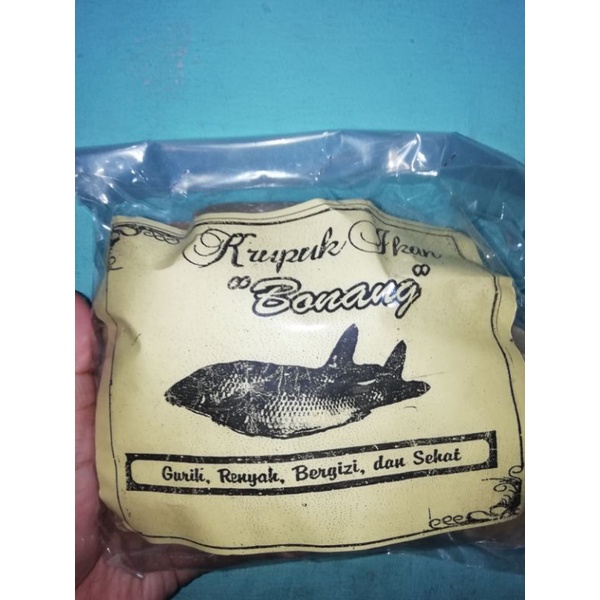 Krupuk Ikan
"Bonang"
Gurih, Renyah, Bergizi, dan Sehat